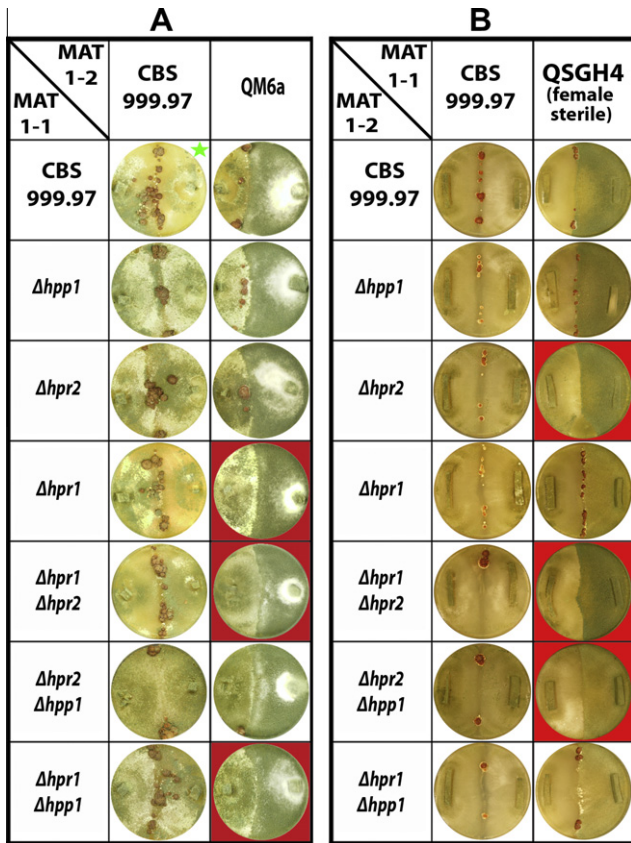 A
B
MAT
1-2
MAT
1-1
CBS
999.97
QM6a
MAT
1-1
MAT
1-2
CBS
999.97
QSGH4
(female
sterile)
CBS
999.97
CBS
999.97
Δhpp1
Δhpp1
Δhpr2
Δhpr2
Δhpr1
Δhpr1
Δhpr1
Δhpr2
Δhpr1
Δhpr2
Δhpr2
Δhpp1
Δhpr2
Δhpp1
Δhpr1
Δhpp1
Δhpr1
Δhpp1